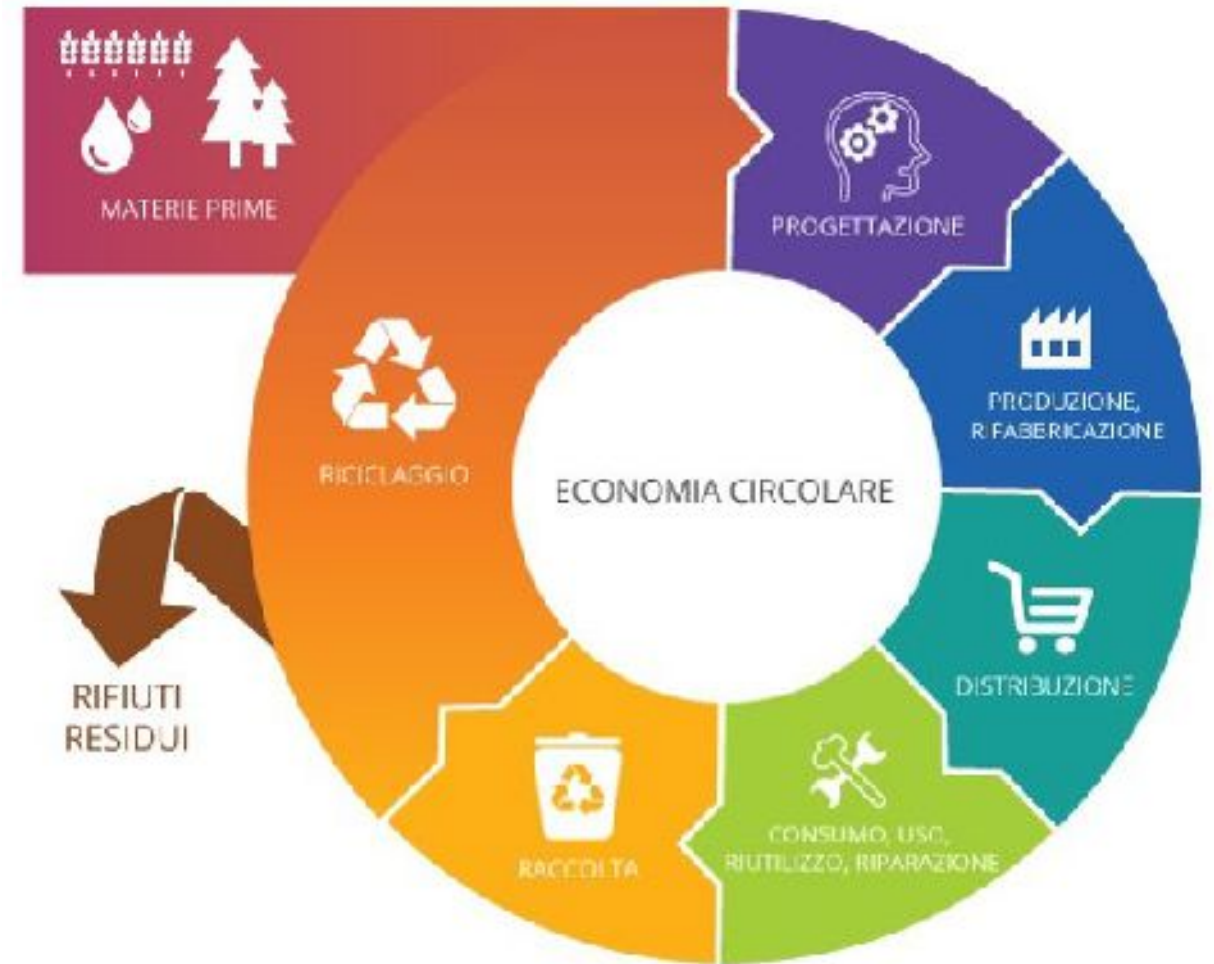 MATERIE PRIME
PROGETTAZIONE
PRODUZIONE,
RIFABBRICAZIONE
DISTRIBUZIONE
CONSUMO, USO,
RIUTILIZZO, RIPARAZIONE
RACCOLTA
RICICLAGGIO
RIFIUTI
RESIDUI
ECONOMIA CIRCOLARE